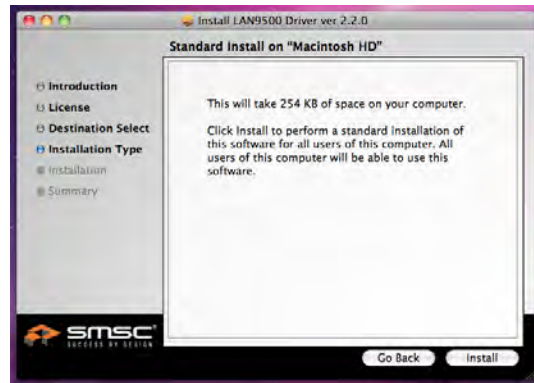 Install LAN9500 Driver ver 2.2.0
Standard Install on "Macintosh HD"
Introduction
License
Destination Select
Installation Type
Installation
Summary
This will take 254 KB of space on your computer.
Click Install to perform a standard installation of
this software for all users of this computer. All
users of this computer will be able to use this
software.
smsc
SUCCESS BY DESIGN
Go Back
Install